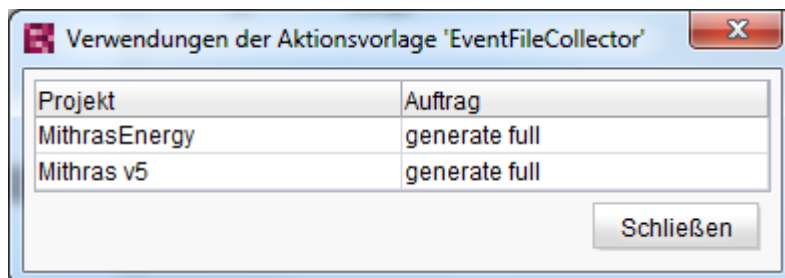 Verwendungen der Aktionsvorlage 'EventFileCollector'
Projekt Auftrag
MithrasEnergy generate full
Mithras v5 generate full
Schließen